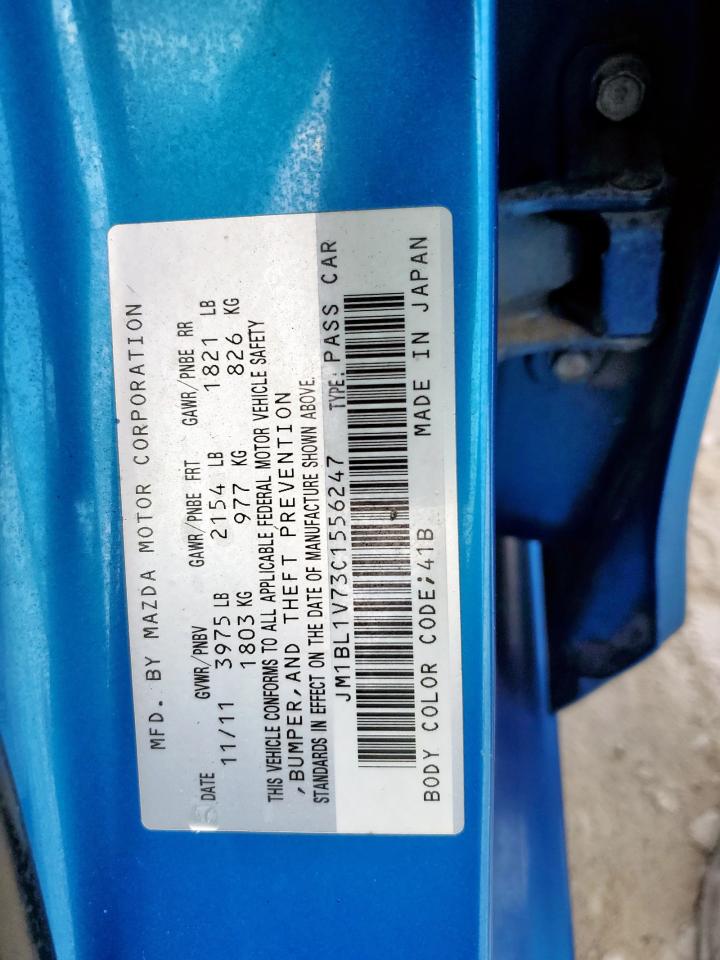 MFD. BY MAZDA MOTOR CORPORATION
DATE GVWR/PNBV GAWR/PNBE FRT GAWR/PNBE RR
11/11 3975 LB 2154 LB 1821 LB
1803 KG 977 KG 826 KG
THIS VEHICLE CONFORMS TO ALL APPLICABLE FEDERAL MOTOR VEHICLE SAFETY
,BUMPER,AND THEFT PREVENTION
STANDARDS IN EFFECT ON THE DATE OF MANUFACTURE SHOWN ABOVE.
JM1BL1V73C1556247 TYPE: PASS CAR
BODY COLOR CODE;41B MADE IN JAPAN